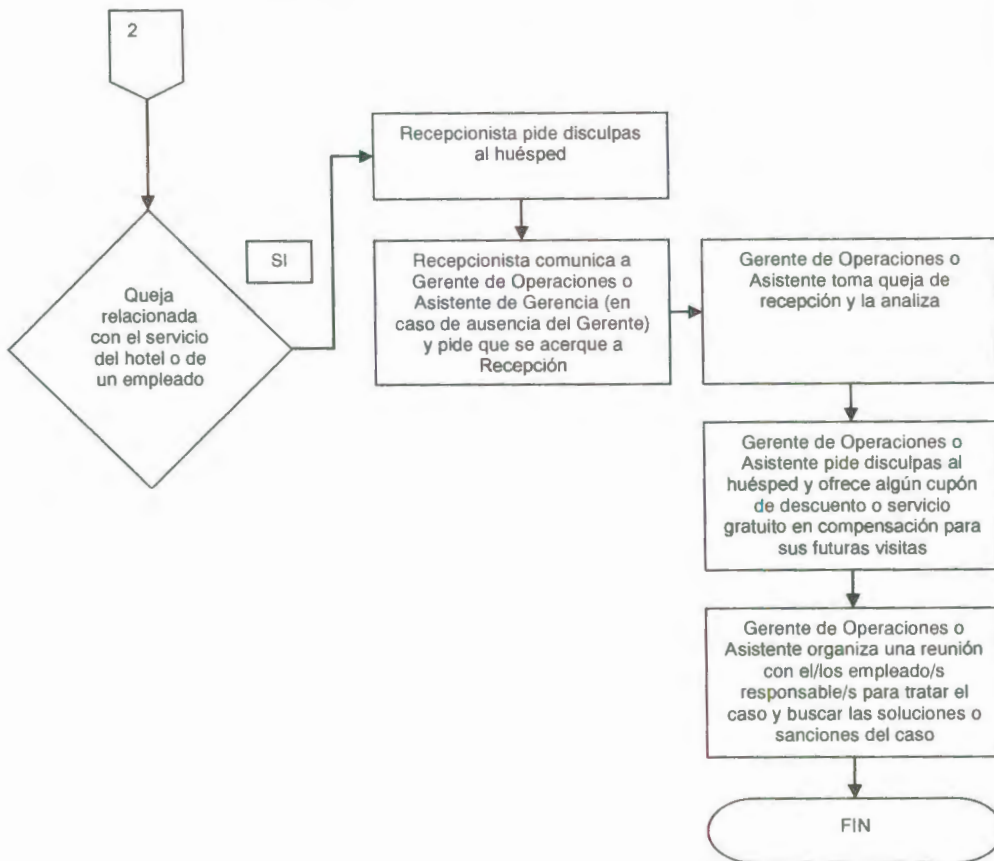 2
Recepcionista pide disculpas
al huésped
SI
Queja
relacionada
con el servicio
del hotel o de
un empleado
Recepcionista comunica a
Gerente de Operaciones o
Asistente de Gerencia (en
caso de ausencia del Gerente)
y pide que se acerque a
Recepción
Gerente de Operaciones o
Asistente toma queja de
recepción y la analiza
Gerente de Operaciones o
Asistente pide disculpas al
huésped y ofrece algún cupón
de descuento o servicio
gratuito en compensación para
sus futuras visitas
Gerente de Operaciones o
Asistente organiza una reunión
con el/los empleado/s
responsable/s para tratar el
caso y buscar las soluciones o
sanciones del caso
FIN